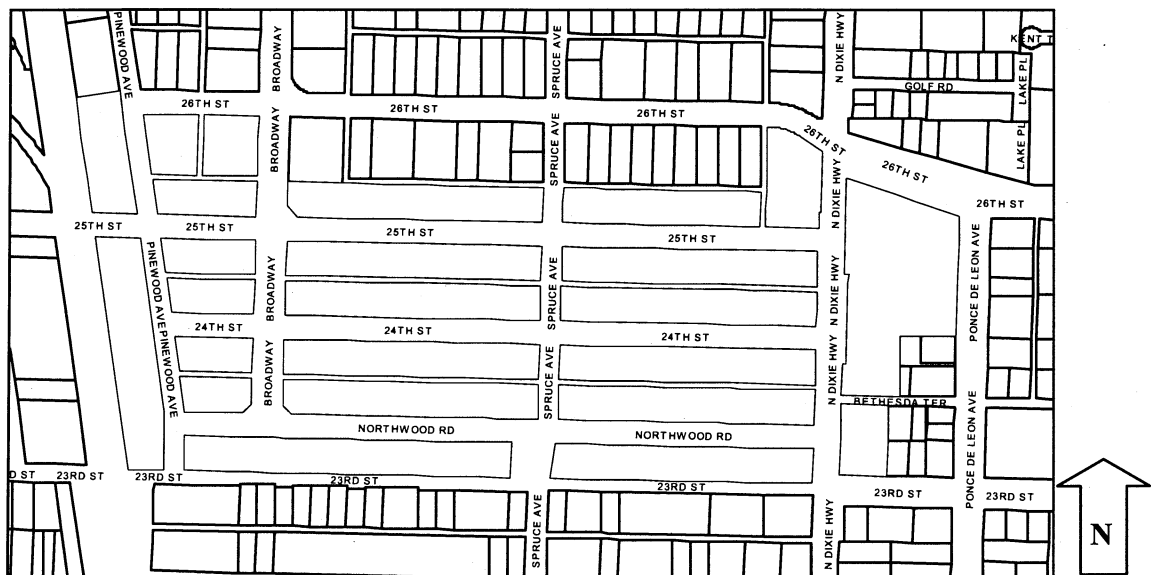 PINEWOOD AVE
BROADWAY
SPRUCE AVE
N DIXIE HWY
KENT T
GOLF RD
LAKE PL
26TH ST
26TH ST
26TH ST
BROADWAY
SPRUCE AVE
26TH ST
26TH ST
LAKE PL
N DIXIE HWY
26TH ST
25TH ST
25TH ST
25TH ST
25TH ST
PINEWOOD AVE
BROADWAY
SPRUCE AVE
N DIXIE HWY
PONCE DE LEON AVE
24TH ST
24TH ST
24TH ST
PINEWOOD AVE
BROADWAY
SPRUCE AVE
N DIXIE HWY
BETHESDA TER
PONCE DE LEON AVE
NORTHWOOD RD
NORTHWOOD RD
D ST
23RD ST
23RD ST
23RD ST
23RD ST
23RD ST
23RD ST
SPRUCE AVE
N DIXIE HWY
N